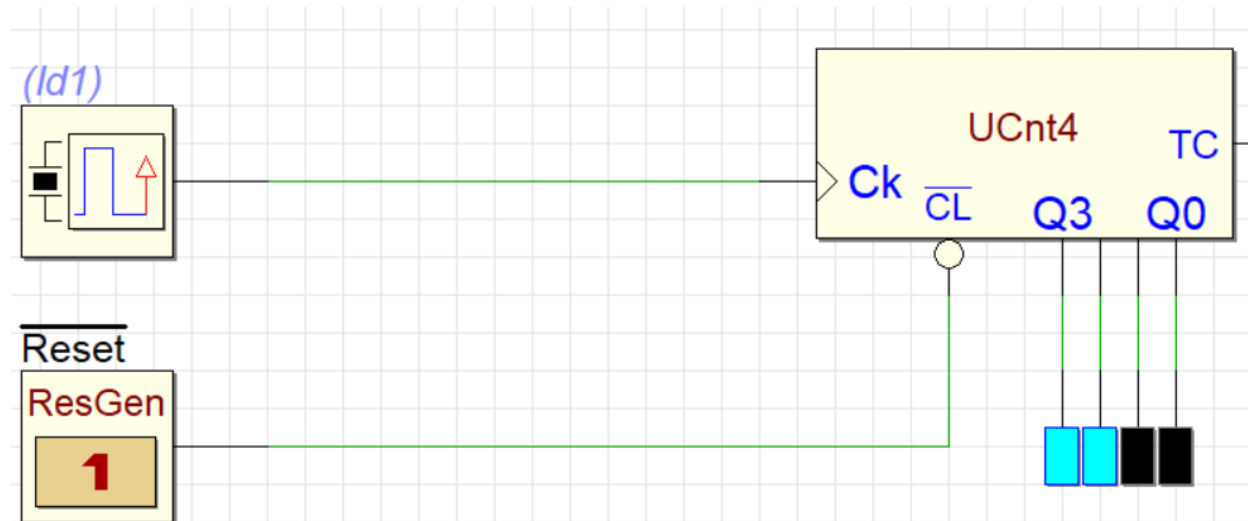 (Id1)
UCnt4
TC
Ck
CL
Q3
Q0
Reset
ResGen
1